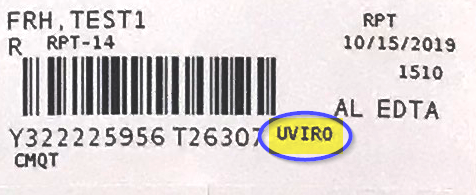 FRH,TEST1 RPT
R RPT-14 10/15/2019
1510
AL EDTA
Y322225956 T26307 UVIRO
CMQT